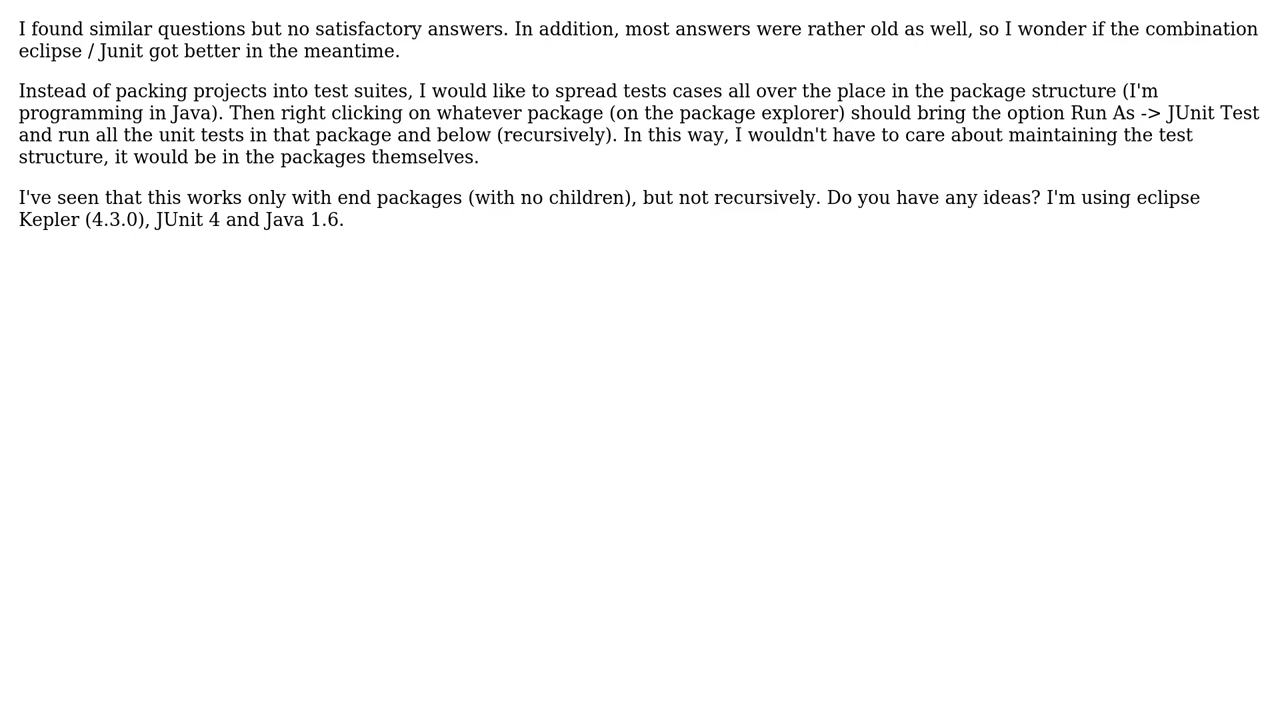 I found similar questions but no satisfactory answers. In addition, most answers were rather old as well, so I wonder if the combination
eclipse / Junit got better in the meantime.
Instead of packing projects into test suites, I would like to spread tests cases all over the place in the package structure (I'm
programming in Java). Then right clicking on whatever package (on the package explorer) should bring the option Run As -> JUnit Test
and run all the unit tests in that package and below (recursively). In this way, I wouldn't have to care about maintaining the test
structure, it would be in the packages themselves.
I've seen that this works only with end packages (with no children), but not recursively. Do you have any ideas? I'm using eclipse
Kepler (4.3.0), JUnit 4 and Java 1.6.